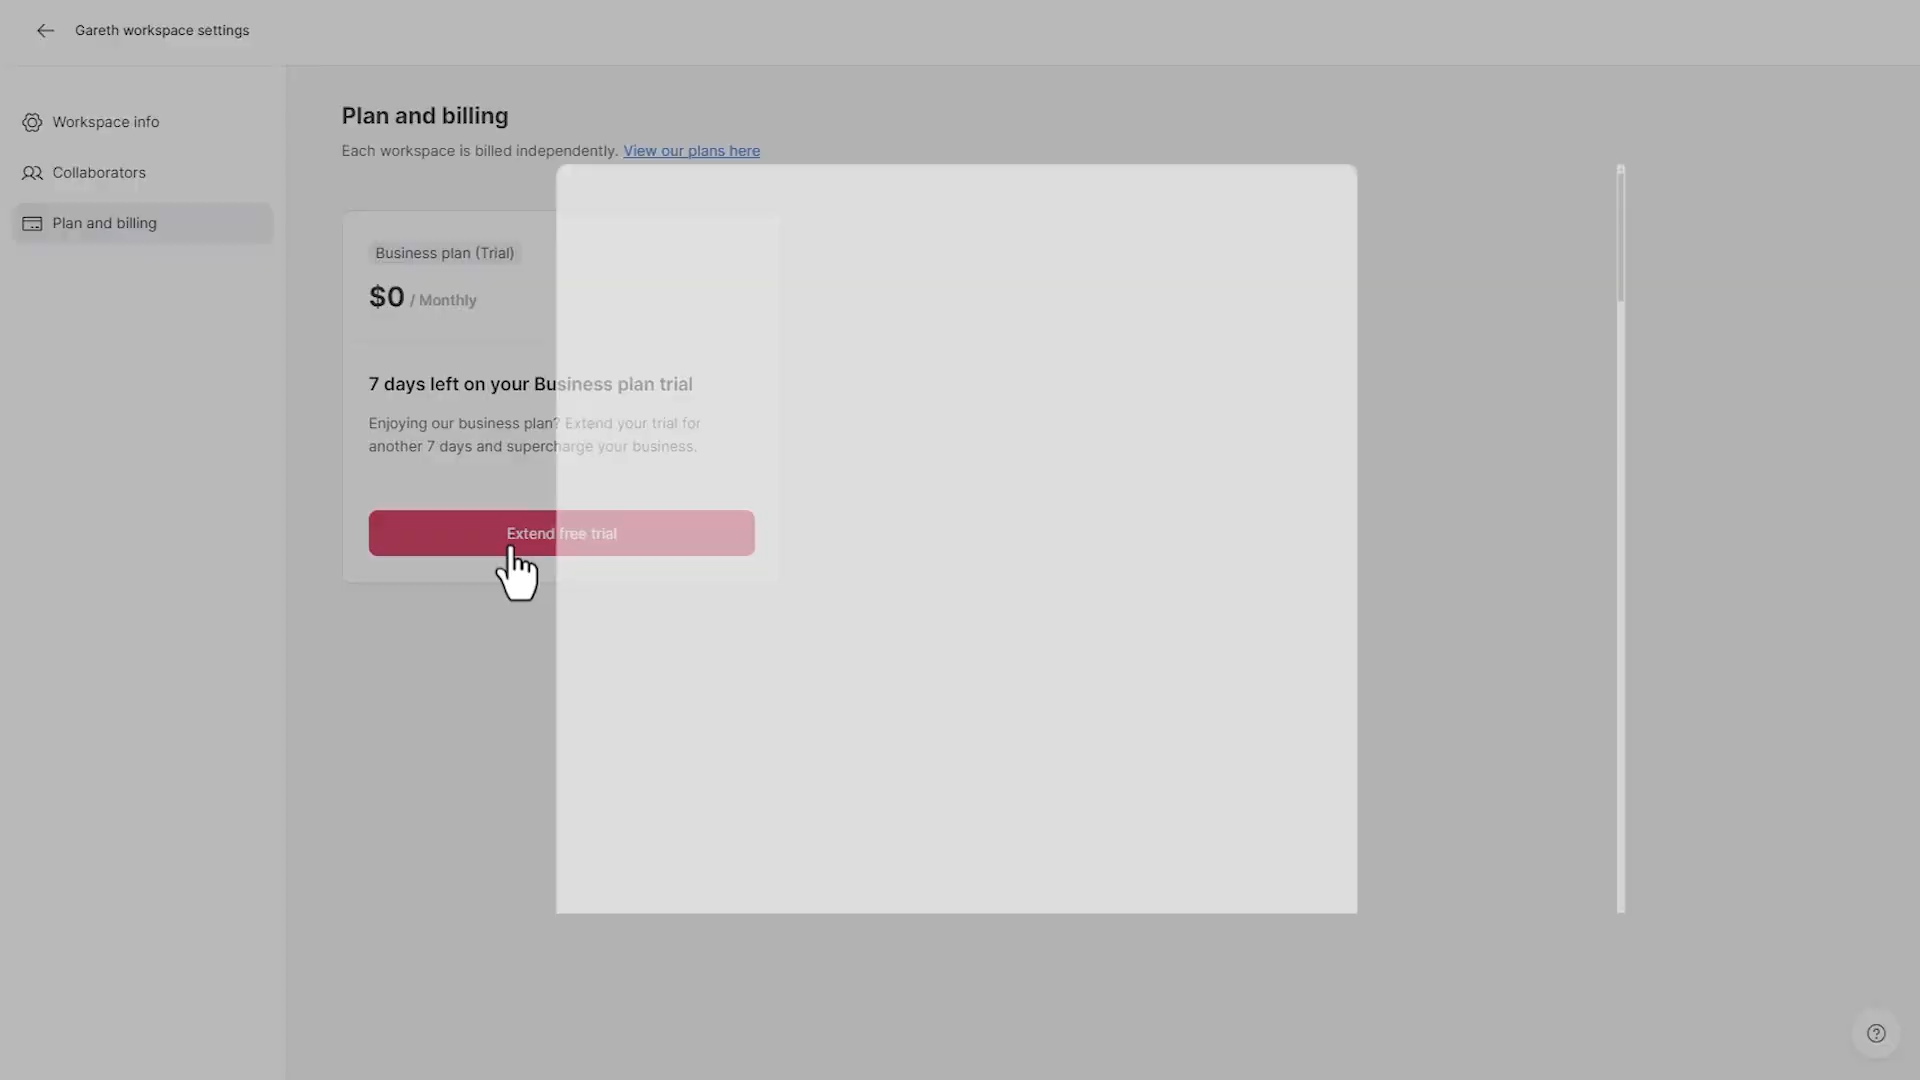 Gareth workspace settings
Workspace info
Collaborators
Plan and billing
Plan and billing
Each workspace is billed independently. View our plans here
Business plan (Trial)
$0 / Monthly
7 days left on your Business plan trial
Enjoying our business plan? Extend your trial for
another 7 days and supercharge your business.
Extend free trial